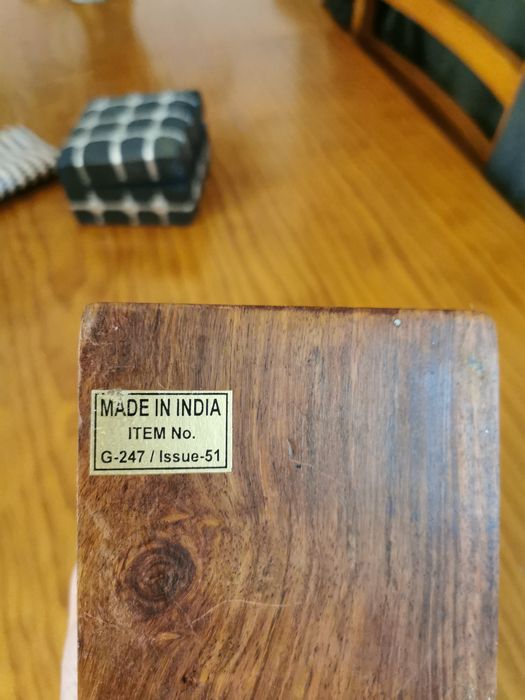 MADE IN INDIA
ITEM No.
G-247 / Issue-51